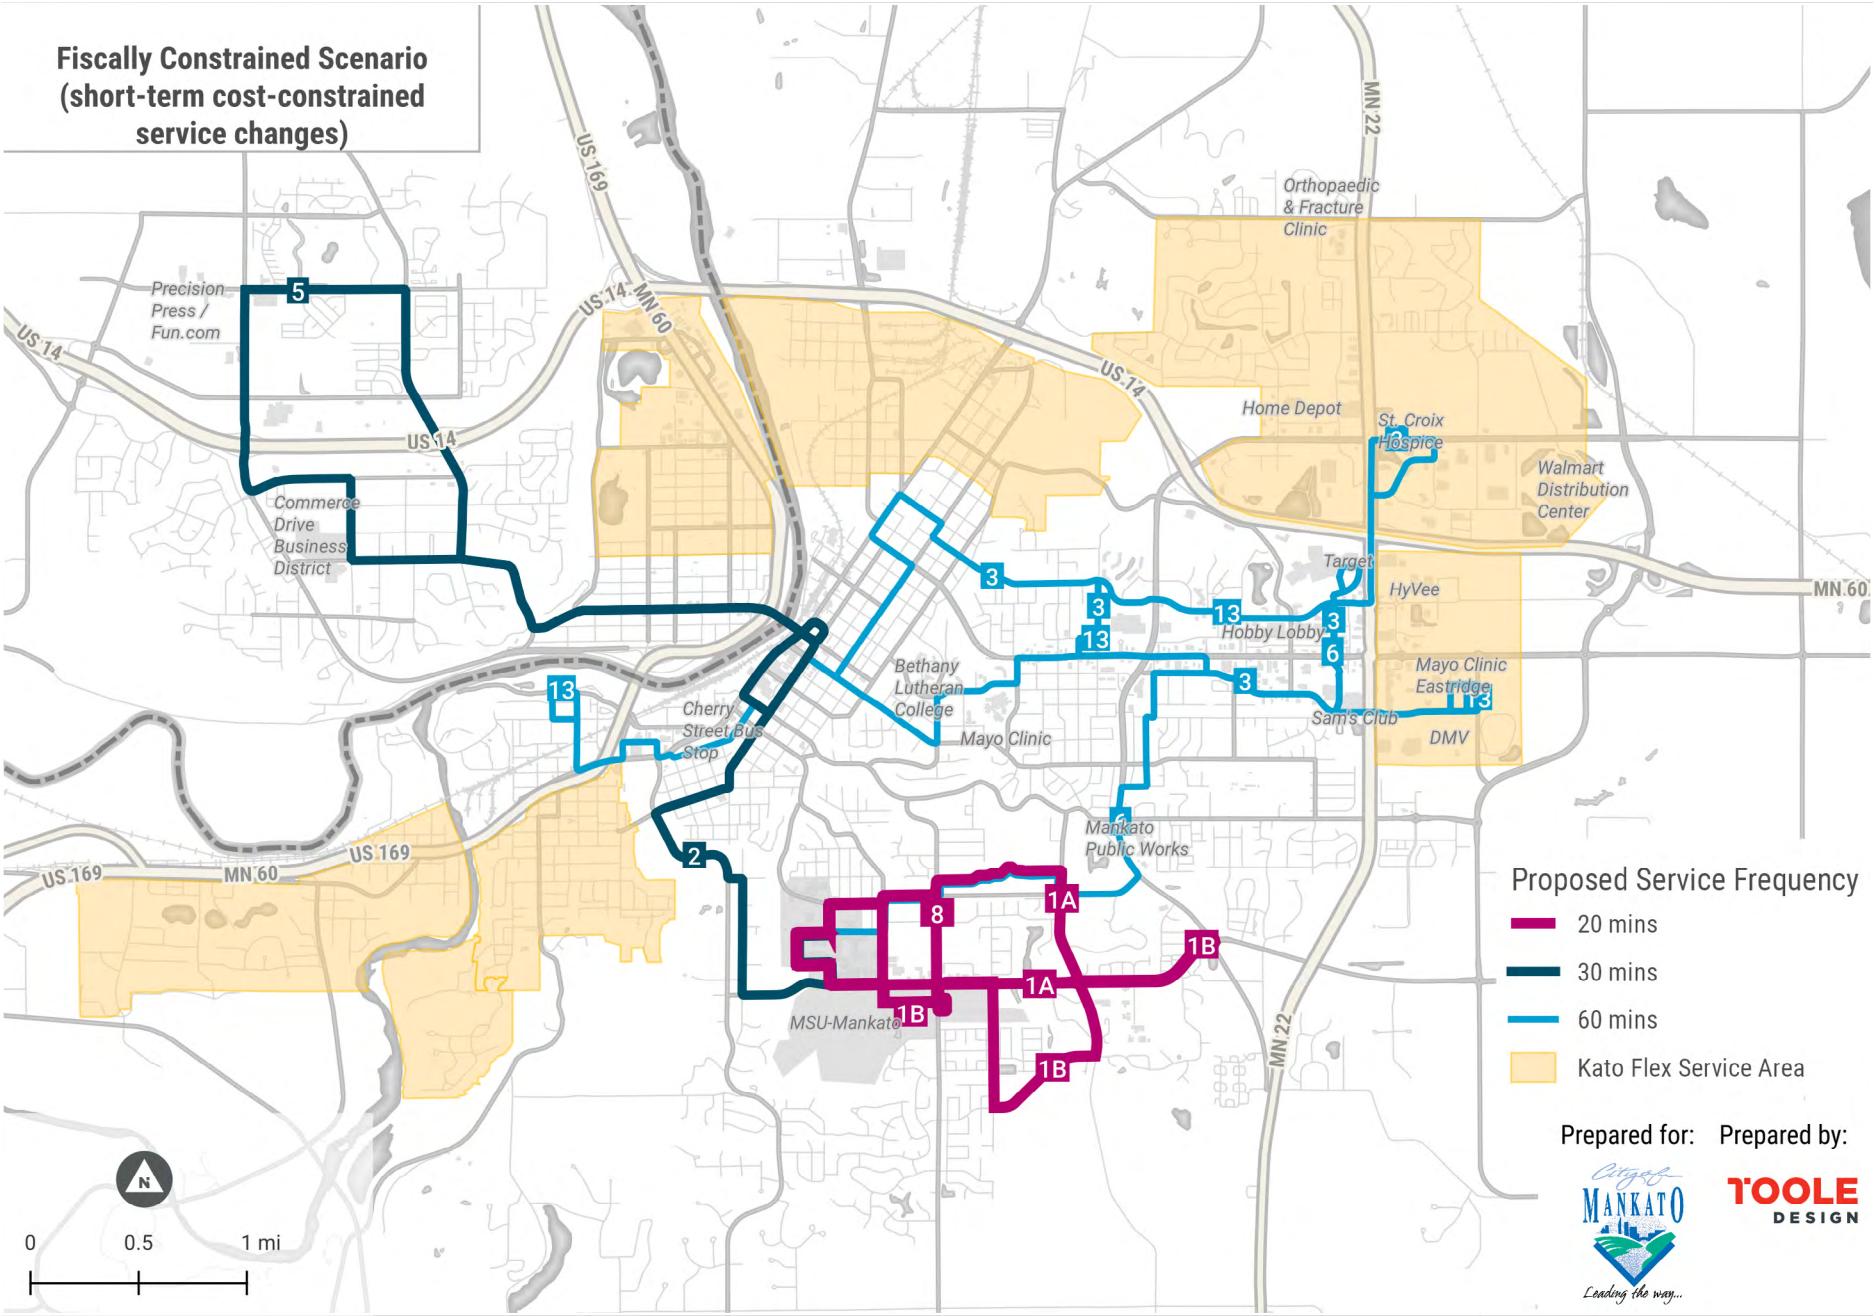 Fiscally Constrained Scenario
(short-term cost-constrained
service changes)
US 169
MN 22
Orthopaedic
& Fracture
Clinic
Precision
Press /
Fun.com
5
US 14
MN 60
US 14
US 14
US 14
Home Depot
St. Croix
Hospice
3
Walmart
Distribution
Center
Commerce
Drive
Business
District
Target
HyVee
MN 60
3
3
13
13
Hobby Lobby
3
6
3
Bethany
Lutheran
College
Mayo Clinic
Eastridge
13
Sam's Club
DMV
13
Cherry
Street Bus
Stop
Mayo Clinic
Mankato
Public Works
2
US 169
US 169
MN 60
8
1A
1B
1A
1B
MSU-Mankato
1B
MN 22
Proposed Service Frequency
20 mins
30 mins
60 mins
Kato Flex Service Area
Prepared for:
Prepared by:
City of
MANKATO
Leading the way...
TOOLE
DESIGN
N
0
0.5
1 mi